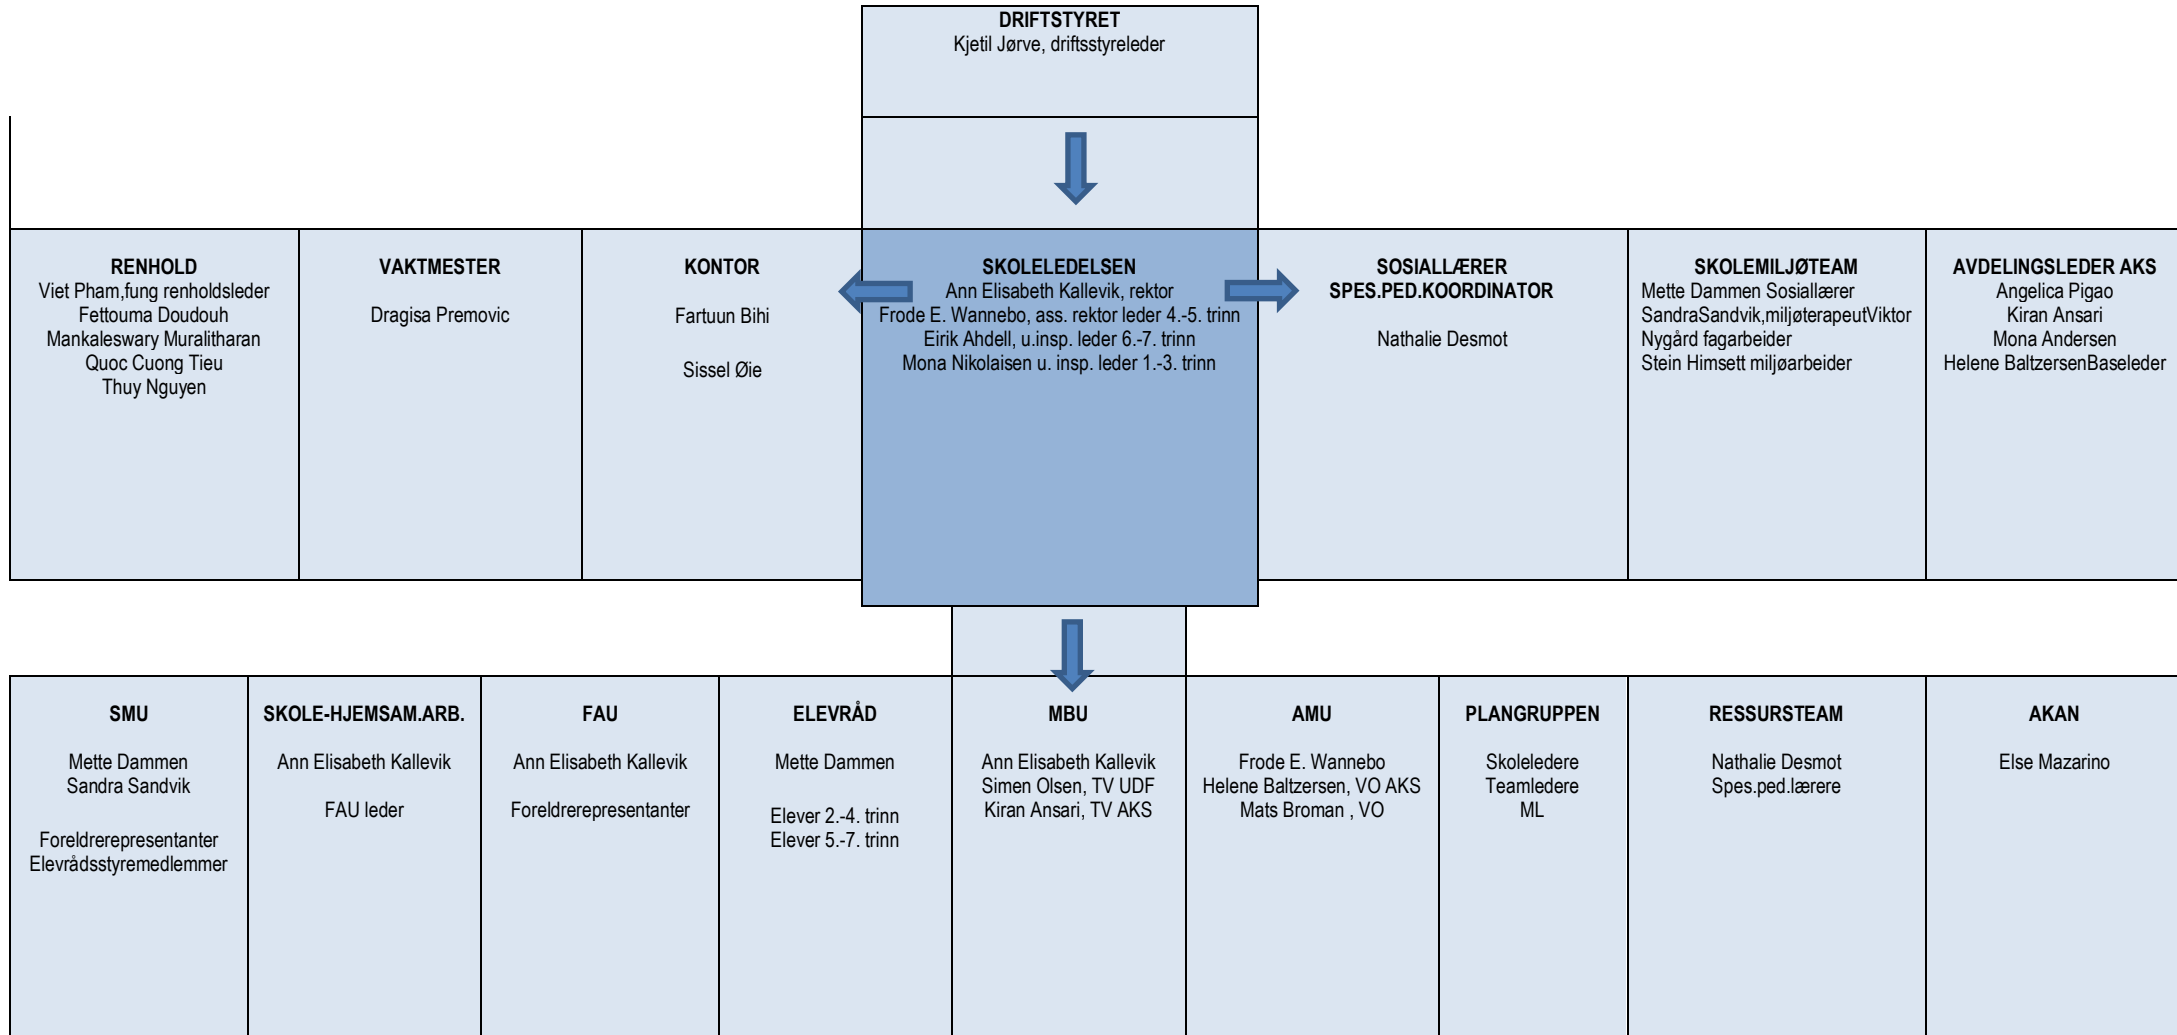 DRIFTSTYRET
Kjetil Jørve, driftsstyreleder
RENHOLD
Viet Pham,fung renholdsleder
Fettouma Doudouh
Mankaleswary Muralitharan
Quoc Cuong Tieu
Thuy Nguyen
VAKTMESTER
Dragisa Premovic
KONTOR
Fartuun Bihi
Sissel Øie
SKOLELEDELSEN
Ann Elisabeth Kallevik, rektor
Frode E. Wannebo, ass. rektor leder 4.-5. trinn
Eirik Ahdell, u.insp. leder 6.-7. trinn
Mona Nikolaisen u. insp. leder 1.-3. trinn
SOSIALLÆRER
SPES.PED.KOORDINATOR
Nathalie Desmot
SKOLEMILJØTEAM
Mette Dammen Sosiallærer
SandraSandvik,miljøterapeutViktor
Nygård fagarbeider
Stein Himsett miljøarbeider
AVDELINGSLEDER AKS
Angelica Pigao
Kiran Ansari
Mona Andersen
Helene BaltzersenBaseleder
SMU
Mette Dammen
Sandra Sandvik
Foreldrerepresentanter
Elevrådsstyremedlemmer
SKOLE-HJEMSAM.ARB.
Ann Elisabeth Kallevik
FAU leder
FAU
Ann Elisabeth Kallevik
Foreldrerepresentanter
ELEVRÅD
Mette Dammen
Elever 2.-4. trinn
Elever 5.-7. trinn
MBU
Ann Elisabeth Kallevik
Simen Olsen, TV UDF
Kiran Ansari, TV AKS
AMU
Frode E. Wannebo
Helene Baltzersen, VO AKS
Mats Broman , VO
PLANGRUPPEN
Skoleledere
Teamledere
ML
RESSURSTEAM
Nathalie Desmot
Spes.ped.lærere
AKAN
Else Mazarino